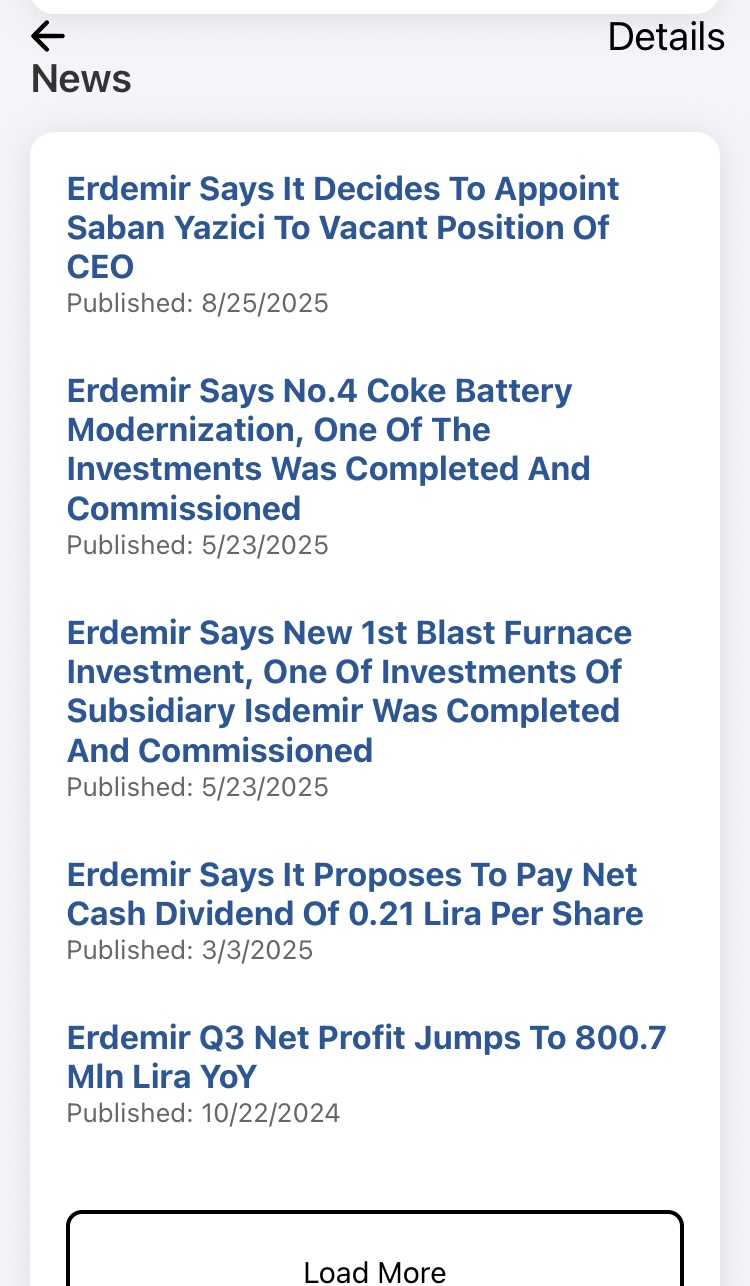 Details
News
Erdemir Says It Decides To Appoint
Saban Yazici To Vacant Position Of
CEO
Published: 8/25/2025
Erdemir Says No.4 Coke Battery
Modernization, One Of The
Investments Was Completed And
Commissioned
Published: 5/23/2025
Erdemir Says New 1st Blast Furnace
Investment, One Of Investments Of
Subsidiary Isdemir Was Completed
And Commissioned
Published: 5/23/2025
Erdemir Says It Proposes To Pay Net
Cash Dividend Of 0.21 Lira Per Share
Published: 3/3/2025
Erdemir Q3 Net Profit Jumps To 800.7
Mln Lira YoY
Published: 10/22/2024
Load More